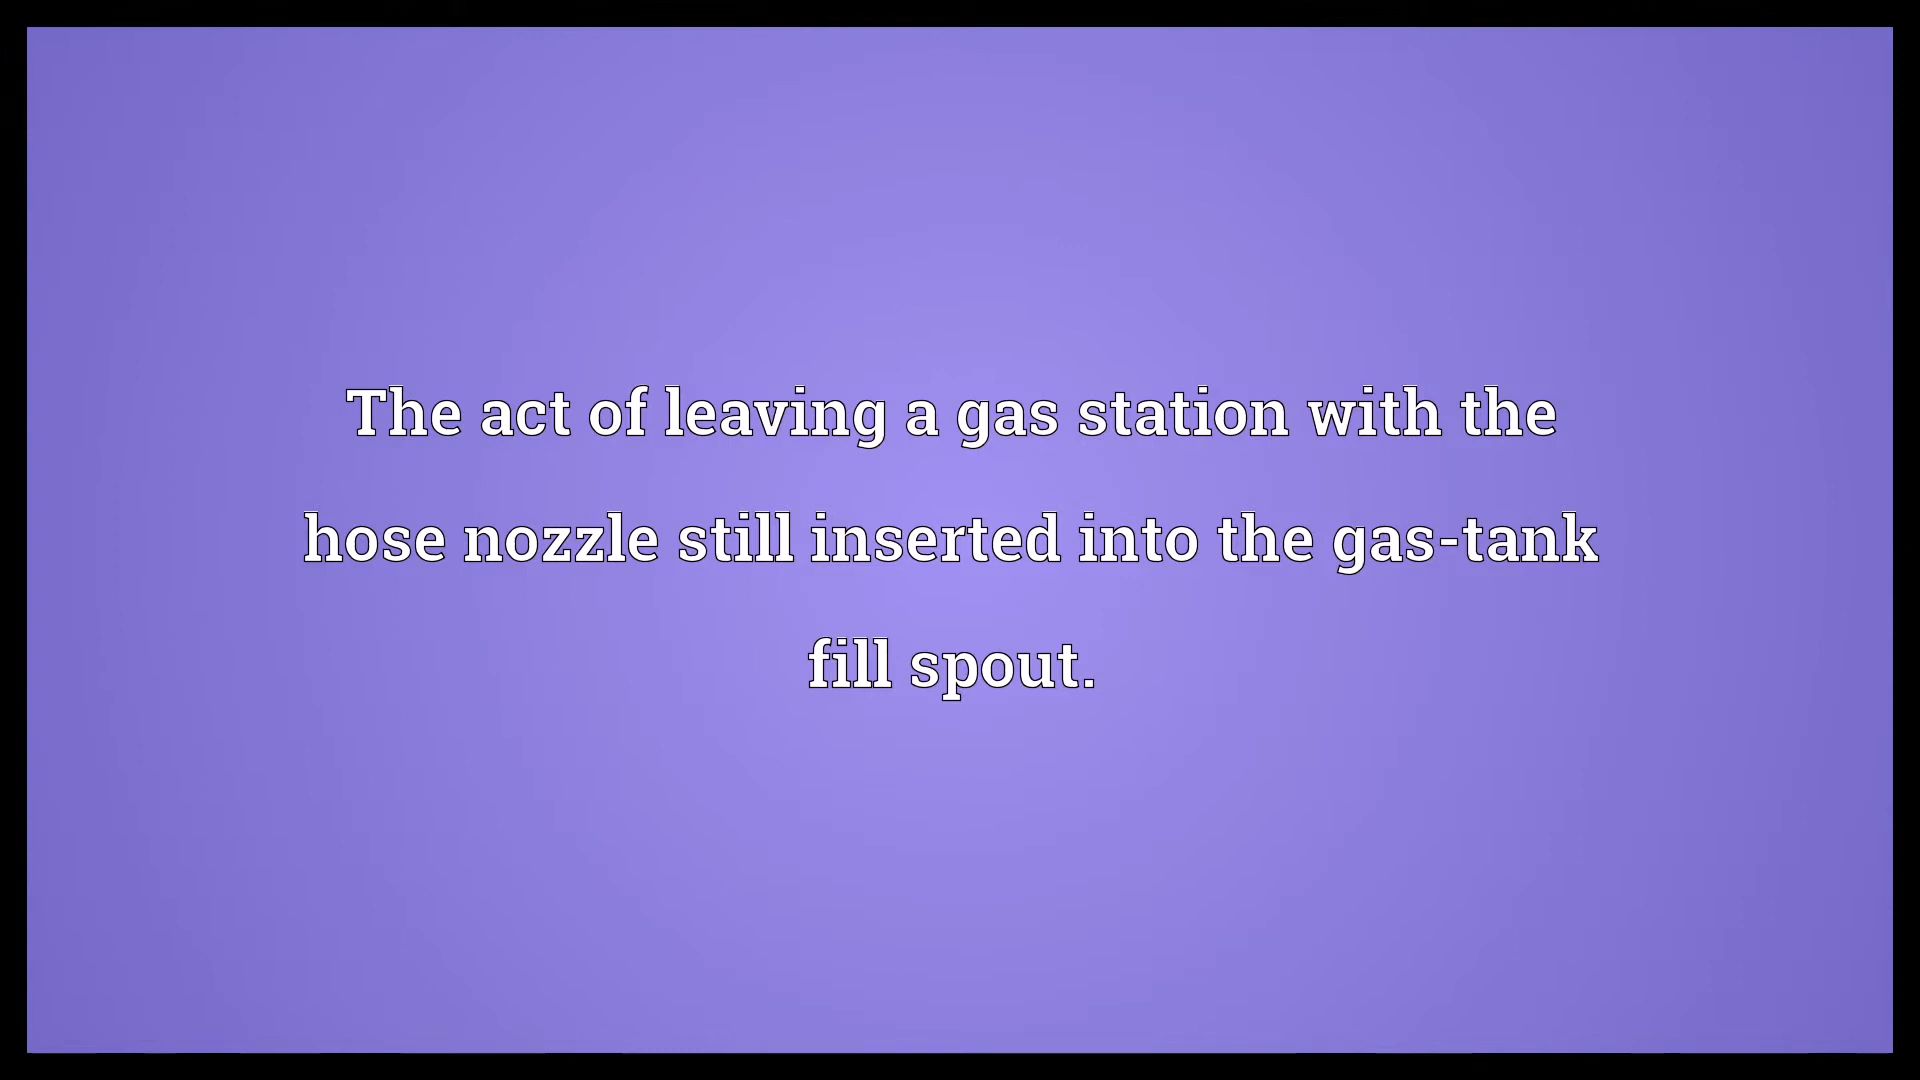 The act of leaving a gas station with the
hose nozzle still inserted into the gas-tank
fill spout.